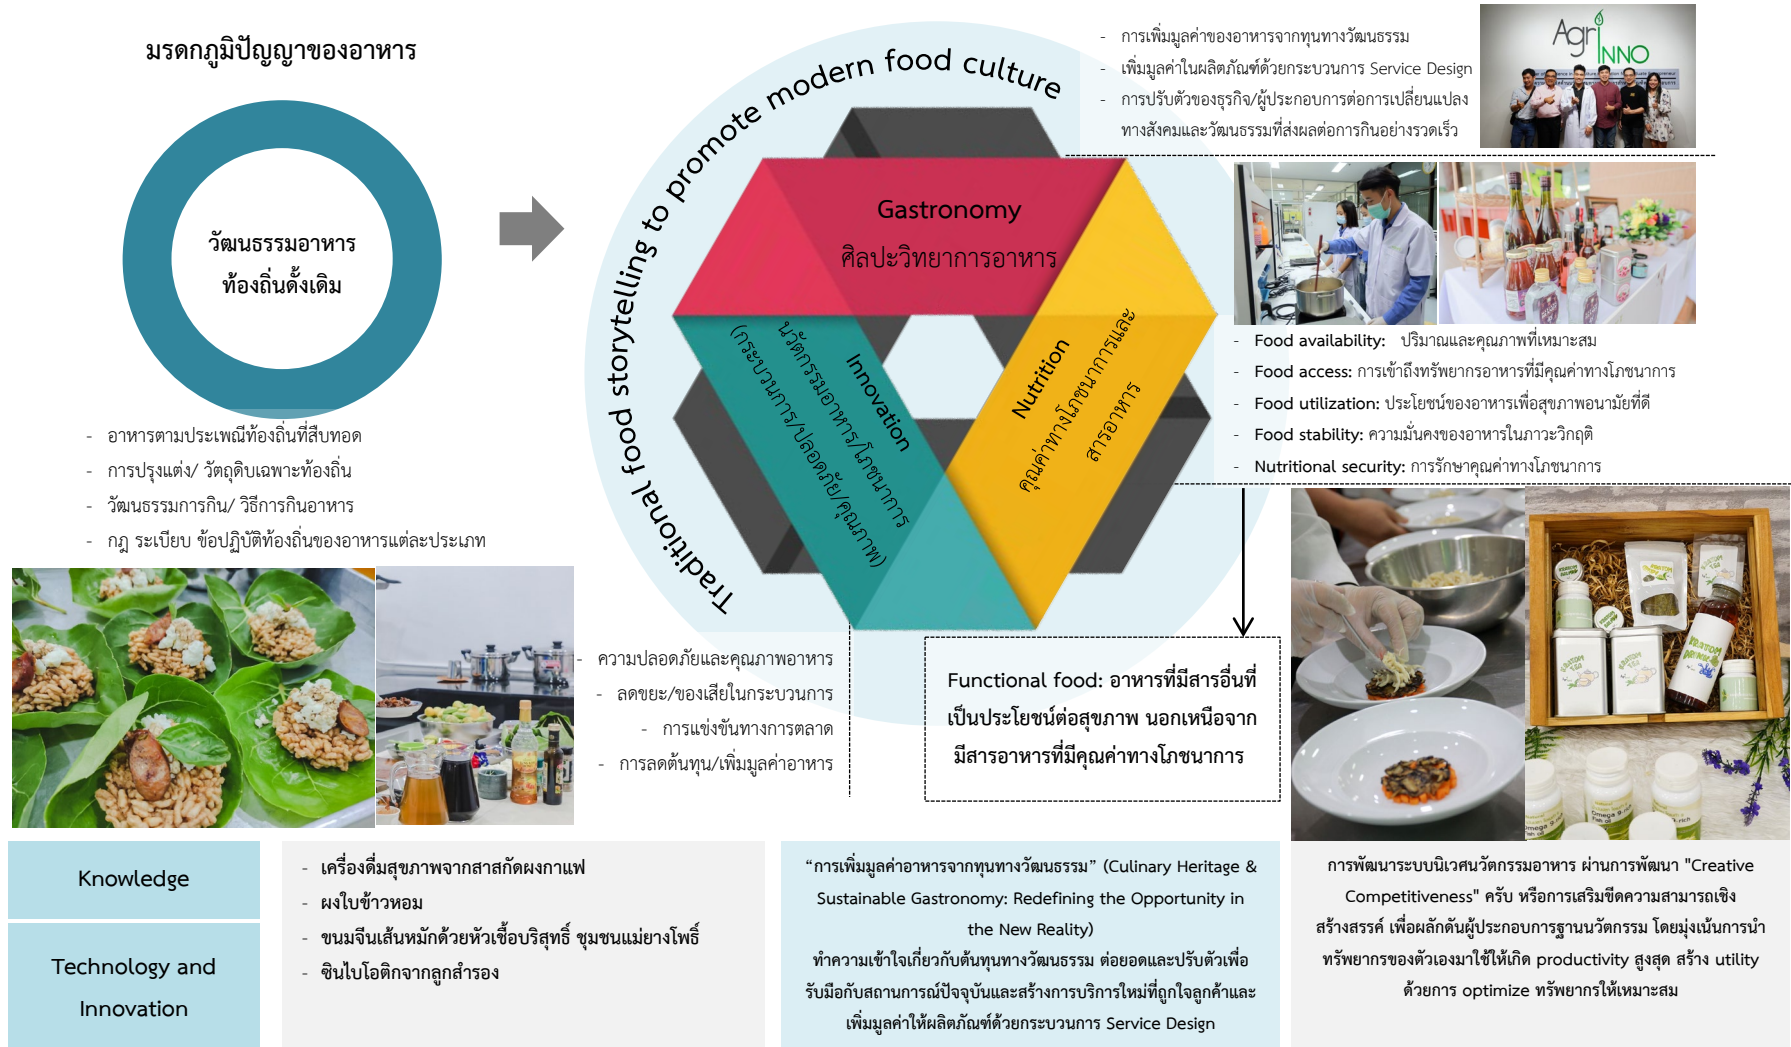 มรดกภูมิปัญญาของอาหาร
วัฒนธรรมอาหาร
ท้องถิ่นดั้งเดิม
- อาหารตามประเพณีท้องถิ่นที่สืบทอด
- การปรุงแต่ง/ วัตถุดิบเฉพาะท้องถิ่น
- วัฒนธรรมการกิน/ วิธีการกินอาหาร
- กฎ ระเบียบ ข้อปฏิบัติท้องถิ่นของอาหารแต่ละประเภท
Traditional food storytelling to promote modern food culture
Gastronomy
ศิลปะวิทยาการอาหาร
Innovation
นวัตกรรมอาหาร/โภชนาการ
(กระบวนการ/ปลอดภัย/คุณภาพ)
Nutrition
คุณค่าทางโภชนาการและ
สารอาหาร
- การเพิ่มมูลค่าของอาหารจากทุนทางวัฒนธรรม
- เพิ่มมูลค่าในผลิตภัณฑ์ด้วยกระบวนการ Service Design
- การปรับตัวของธุรกิจ/ผู้ประกอบการต่อการเปลี่ยนแปลง
ทางสังคมและวัฒนธรรมที่ส่งผลต่อการกินอย่างรวดเร็ว
Agri
INNO
- Food availability: ปริมาณและคุณภาพที่เหมาะสม
- Food access: การเข้าถึงทรัพยากรอาหารที่มีคุณค่าทางโภชนาการ
- Food utilization: ประโยชน์ของอาหารเพื่อสุขภาพอนามัยที่ดี
- Food stability: ความมั่นคงของอาหารในภาวะวิกฤติ
- Nutritional security: การรักษาคุณค่าทางโภชนาการ
- ความปลอดภัยและคุณภาพอาหาร
- ลดขยะ/ของเสียในกระบวนการ
- การแข่งขันทางการตลาด
- การลดต้นทุน/เพิ่มมูลค่าอาหาร
Functional food: อาหารที่มีสารอื่นที่
เป็นประโยชน์ต่อสุขภาพ นอกเหนือจาก
มีสารอาหารที่มีคุณค่าทางโภชนาการ
omega 9 rich
fish oil
Knowledge
Technology and
Innovation
- เครื่องดื่มสุขภาพจากสาสกัดผงกาแฟ
- ผงใบข้าวหอม
- ขนมจีนเส้นหมักด้วยหัวเชื้อบริสุทธิ์ ชุมชนแม่ยางโพธิ์
- ซินไบโอติกจากลูกสำรอง
“การเพิ่มมูลค่าอาหารจากทุนทางวัฒนธรรม” (Culinary Heritage &
Sustainable Gastronomy: Redefining the Opportunity in
the New Reality)
ทำความเข้าใจเกี่ยวกับต้นทุนทางวัฒนธรรม ต่อยอดและปรับตัวเพื่อ
รับมือกับสถานการณ์ปัจจุบันและสร้างการบริการใหม่ที่ถูกใจลูกค้าและ
เพิ่มมูลค่าให้ผลิตภัณฑ์ด้วยกระบวนการ Service Design
การพัฒนาระบบนิเวศนวัตกรรมอาหาร ผ่านการพัฒนา "Creative
Competitiveness" ครับ หรือการเสริมขีดความสามารถเชิง
สร้างสรรค์ เพื่อผลักดันผู้ประกอบการฐานนวัตกรรม โดยมุ่งเน้นการนำ
ทรัพยากรของตัวเองมาใช้ให้เกิด productivity สูงสุด สร้าง utility
ด้วยการ optimize ทรัพยากรให้เหมาะสม